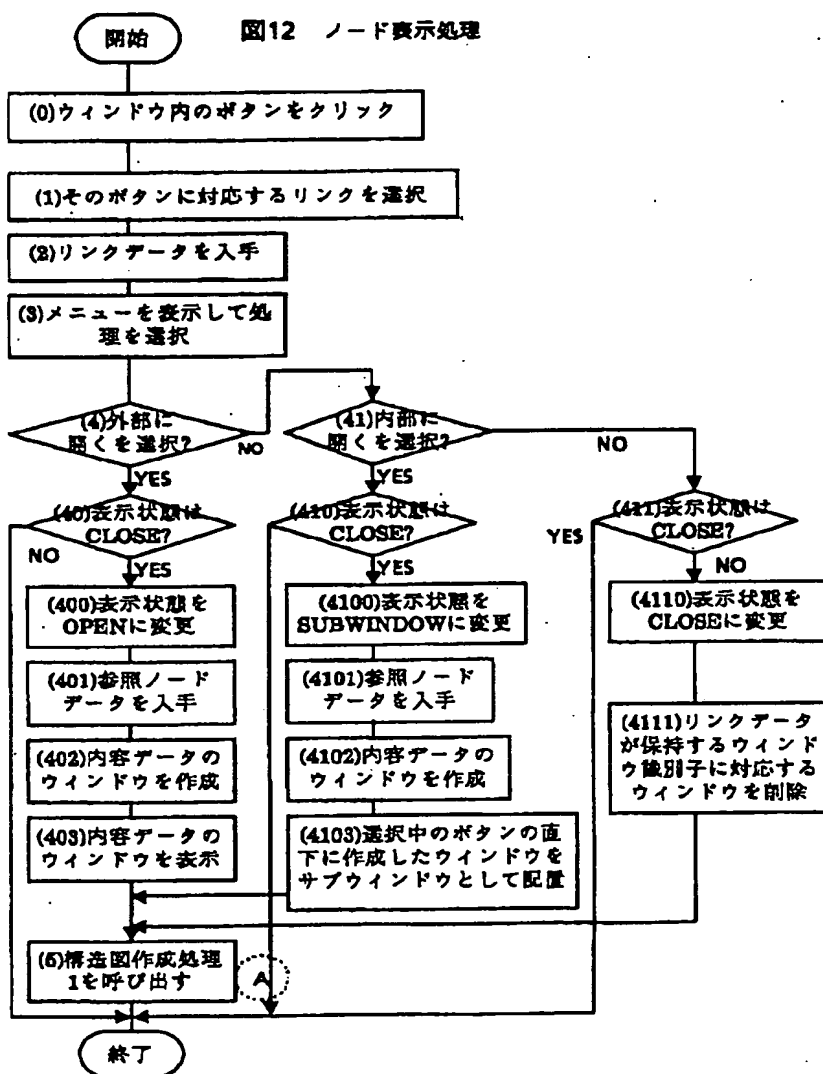 図12 ノード表示処理
開始
(0)ウィンドウ内のボタンをクリック
(1)そのボタンに対応するリンクを選択
(2)リンクデータを入手
(3)メニューを表示して処
理を選択
(4)外部に
開くを選択?
NO
YES
(41)内部に
開くを選択?
NO
YES
(40)表示状態は
CLOSE?
NO
YES
(410)表示状態は
CLOSE?
YES
(411)表示状態は
CLOSE?
YES
NO
(400)表示状態を
OPENに変更
(401)参照ノード
データを入手
(402)内容データの
ウィンドウを作成
(403)内容データの
ウィンドウを表示
(4100)表示状態を
SUBWINDOWに変更
(4101)参照ノード
データを入手
(4102)内容データの
ウィンドウを作成
(4103)選択中のボタンの直
下に作成したウィンドウを
サブウィンドウとして配置
(4110)表示状態を
CLOSEに変更
(4111)リンクデータ
が保持するウィンド
ウ識別子に対応する
ウィンドウを削除
(5)構造図作成処理
1を呼び出す
A
終了